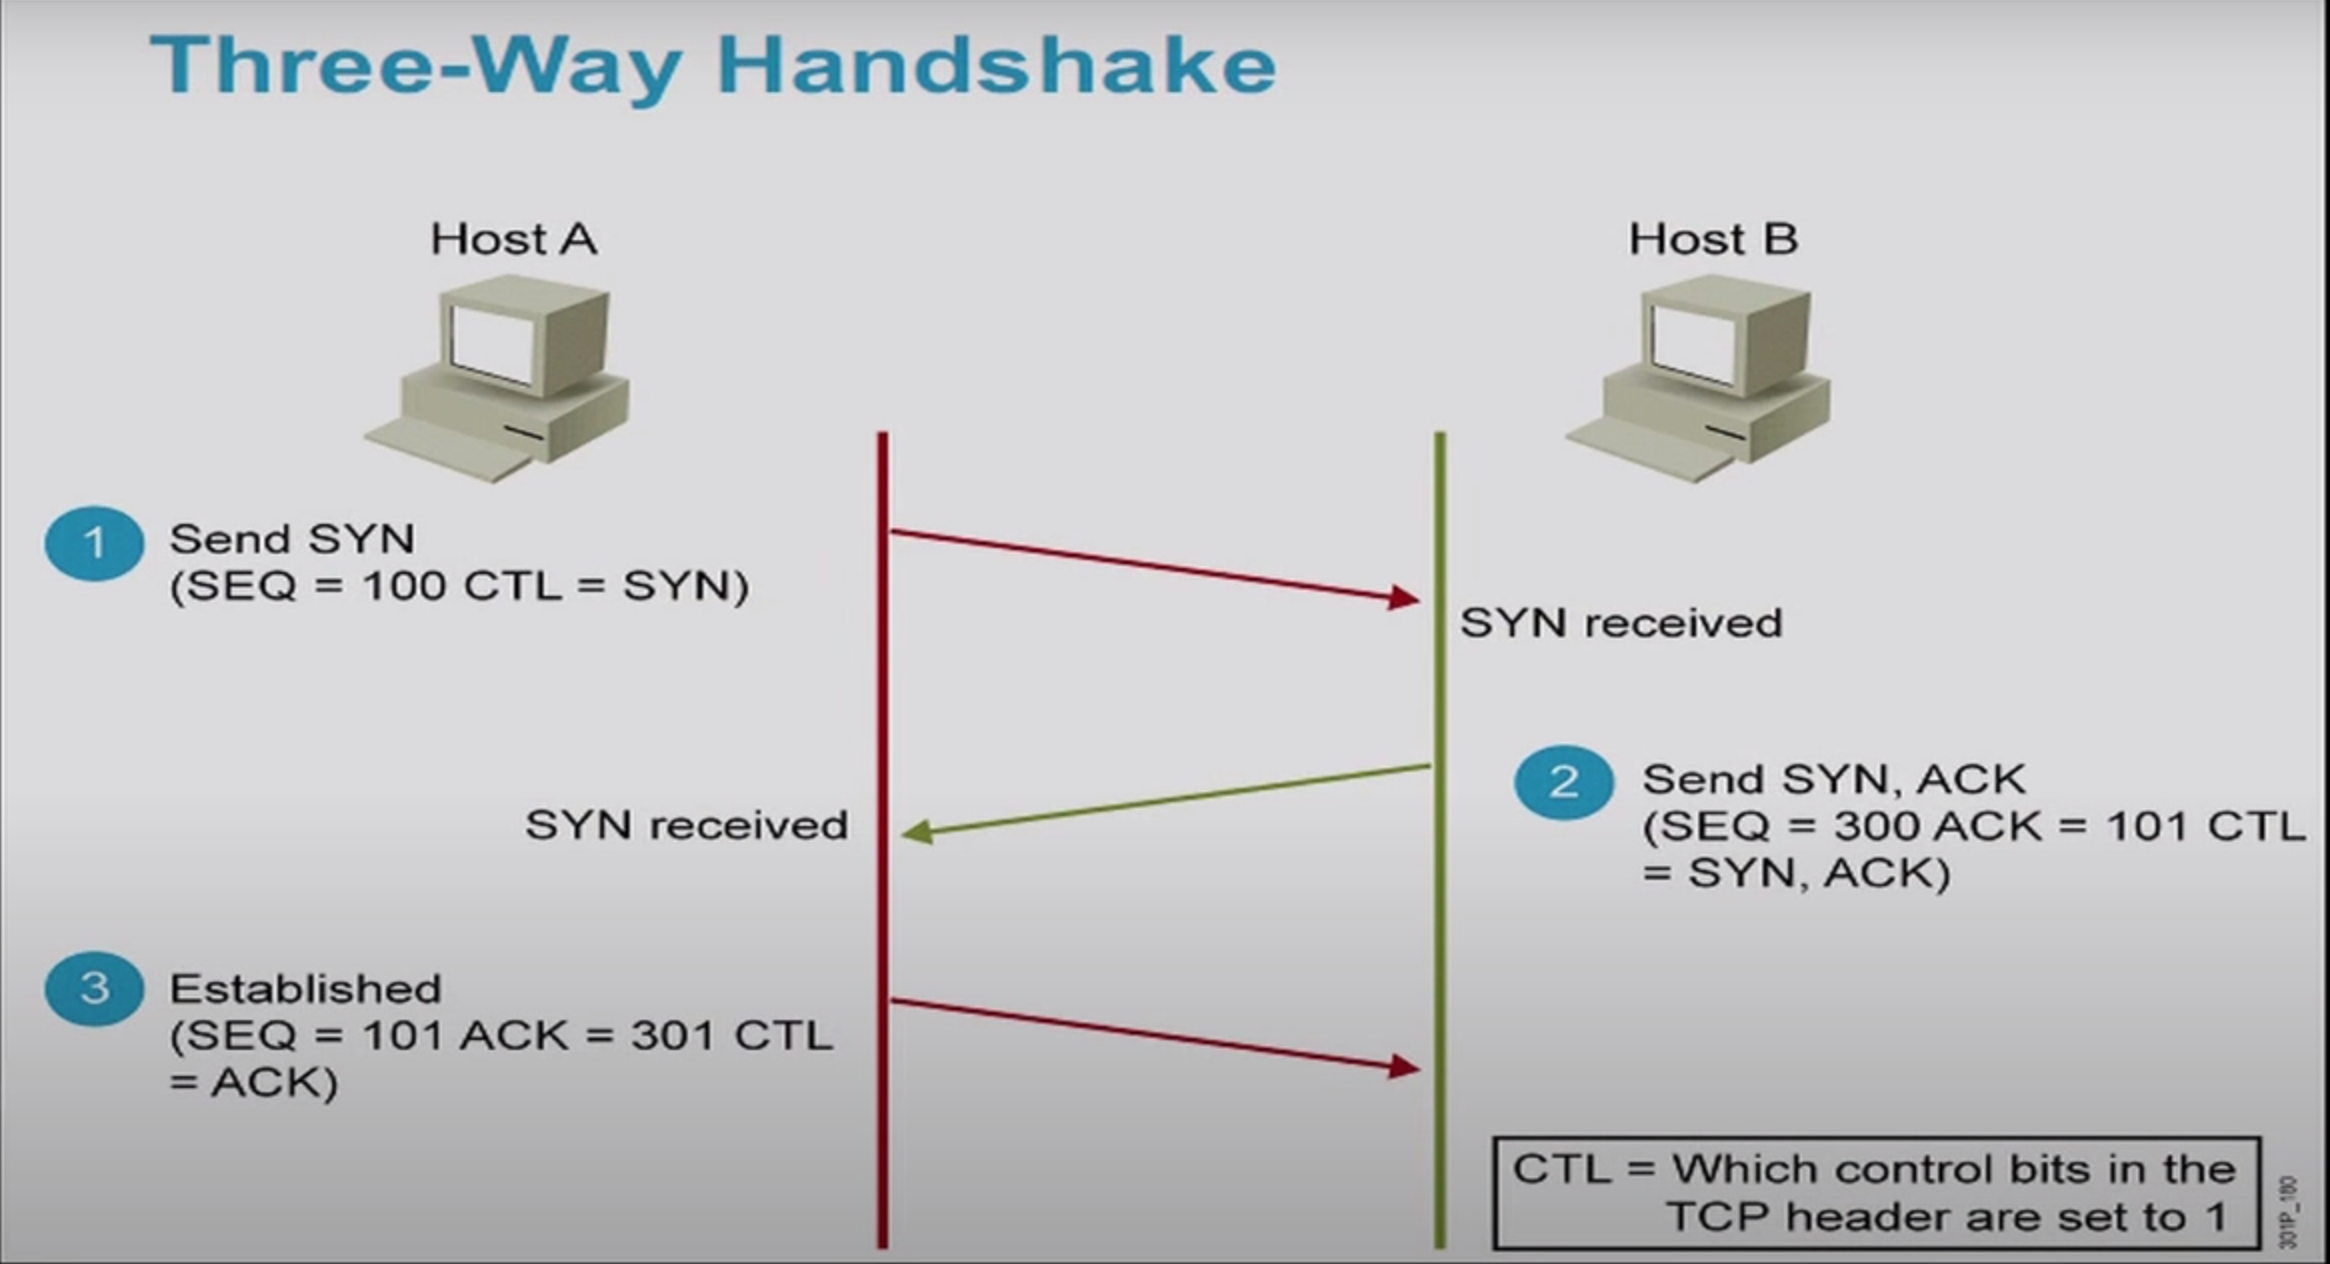 Three-Way Handshake
Host A
Host B
1
Send SYN
(SEQ = 100 CTL = SYN)
SYN received
2
Send SYN, ACK
(SEQ = 300 ACK = 101 CTL
= SYN, ACK)
SYN received
3
Established
(SEQ = 101 ACK = 301 CTL
= ACK)
CTL = Which control bits in the
TCP header are set to 1
301P_160